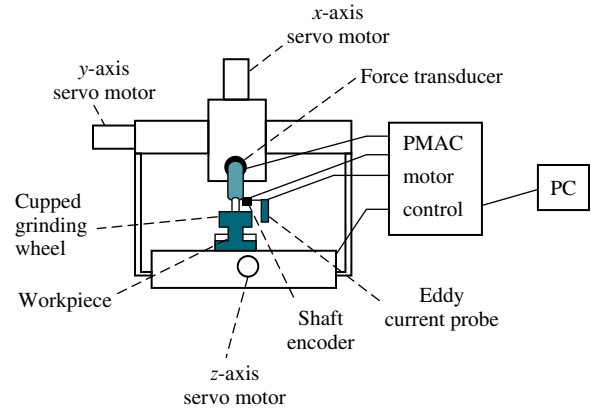 x-axis
servo motor
y-axis
servo motor
Force transducer
PMAC
motor
control
PC
Cupped
grinding
wheel
Workpiece
Eddy
current probe
Shaft
encoder
z-axis
servo motor